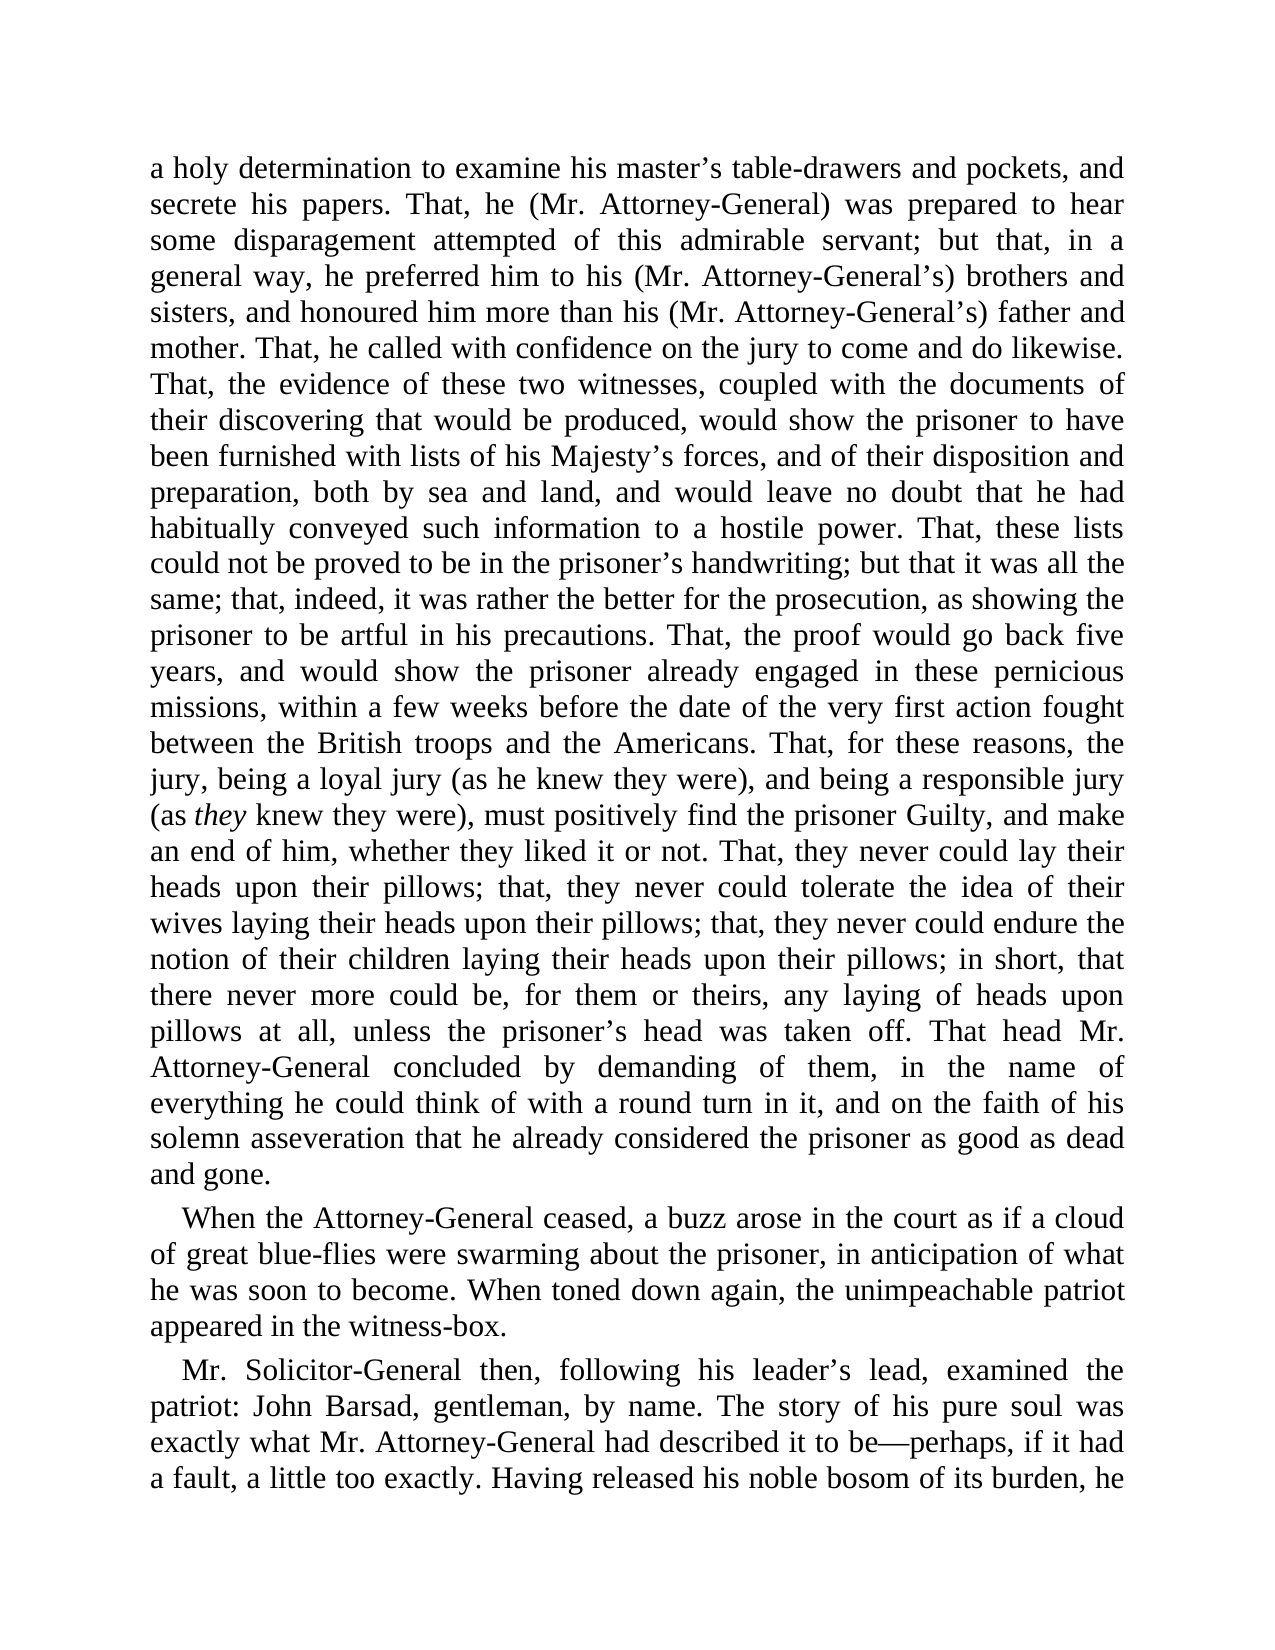 a holy determination to examine his master’s table-drawers and pockets, and
secrete his papers. That, he (Mr. Attorney-General) was prepared to hear
some disparagement attempted of this admirable servant; but that, in a
general way, he preferred him to his (Mr. Attorney-General’s) brothers and
sisters, and honoured him more than his (Mr. Attorney-General’s) father and
mother. That, he called with confidence on the jury to come and do likewise.
That, the evidence of these two witnesses, coupled with the documents of
their discovering that would be produced, would show the prisoner to have
been furnished with lists of his Majesty’s forces, and of their disposition and
preparation, both by sea and land, and would leave no doubt that he had
habitually conveyed such information to a hostile power. That, these lists
could not be proved to be in the prisoner’s handwriting; but that it was all the
same; that, indeed, it was rather the better for the prosecution, as showing the
prisoner to be artful in his precautions. That, the proof would go back five
years, and would show the prisoner already engaged in these pernicious
missions, within a few weeks before the date of the very first action fought
between the British troops and the Americans. That, for these reasons, the
jury, being a loyal jury (as he knew they were), and being a responsible jury
(as they knew they were), must positively find the prisoner Guilty, and make
an end of him, whether they liked it or not. That, they never could lay their
heads upon their pillows; that, they never could tolerate the idea of their
wives laying their heads upon their pillows; that, they never could endure the
notion of their children laying their heads upon their pillows; in short, that
there never more could be, for them or theirs, any laying of heads upon
pillows at all, unless the prisoner’s head was taken off. That head Mr.
Attorney-General concluded by demanding of them, in the name of
everything he could think of with a round turn in it, and on the faith of his
solemn asseveration that he already considered the prisoner as good as dead
and gone.
When the Attorney-General ceased, a buzz arose in the court as if a cloud
of great blue-flies were swarming about the prisoner, in anticipation of what
he was soon to become. When toned down again, the unimpeachable patriot
appeared in the witness-box.
Mr. Solicitor-General then, following his leader’s lead, examined the
patriot: John Barsad, gentleman, by name. The story of his pure soul was
exactly what Mr. Attorney-General had described it to be—perhaps, if it had
a fault, a little too exactly. Having released his noble bosom of its burden, he